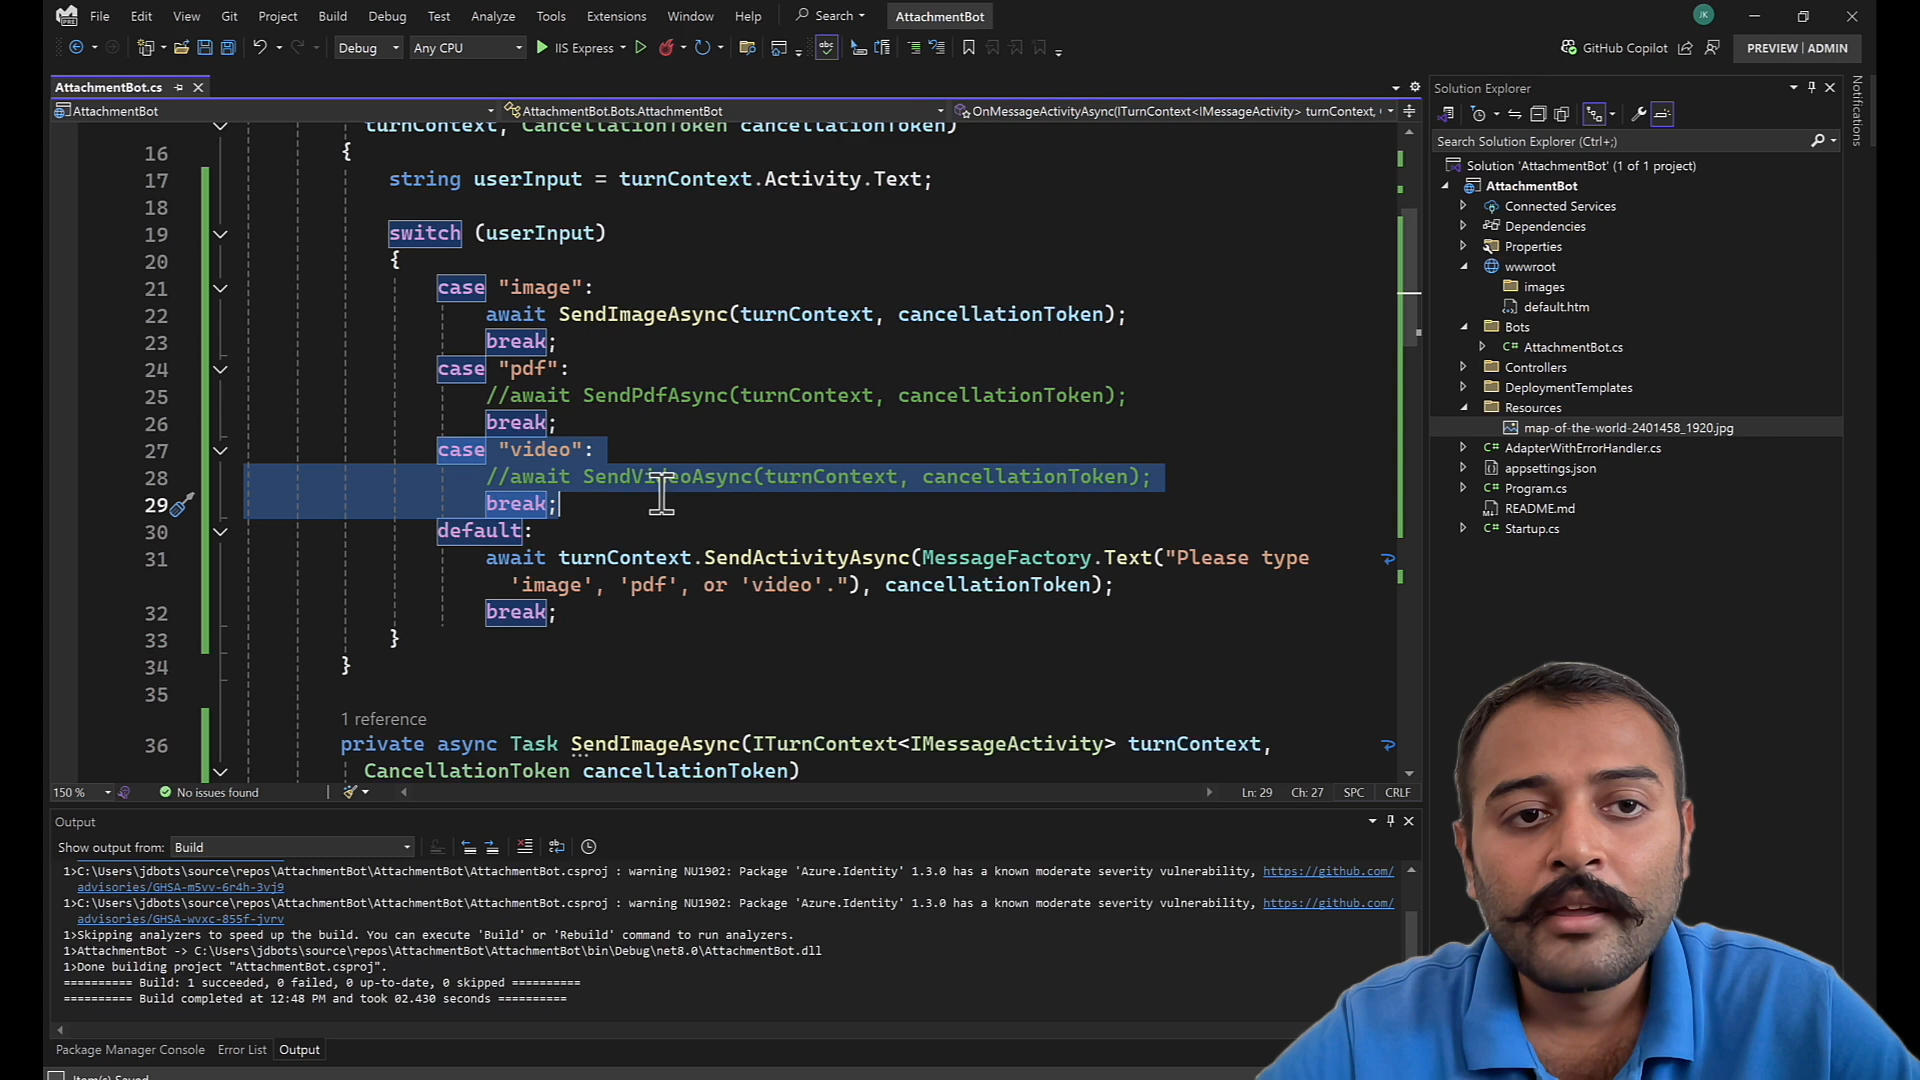 File Edit View Git Project Build Debug Test Analyze Tools Extensions Window Help Search AttachmentBot JK
Debug Any CPU IIS Express GitHub Copilot PREVIEW | ADMIN
AttachmentBot.cs
AttachmentBot AttachmentBot.Bots.AttachmentBot OnMessageActivityAsync(ITurnContext<IMessageActivity> turnContext,
turnContext, CancellationToken cancellationToken)
16 {
17 string userInput = turnContext.Activity.Text;
18
19 switch (userInput)
20 {
21 case "image":
22 await SendImageAsync(turnContext, cancellationToken);
23 break;
24 case "pdf":
25 //await SendPdfAsync(turnContext, cancellationToken);
26 break;
27 case "video":
28 //await SendVideoAsync(turnContext, cancellationToken);
29 break;
30 default:
31 await turnContext.SendActivityAsync(MessageFactory.Text("Please type
'image', 'pdf', or 'video'."), cancellationToken);
32 break;
33 }
34 }
35
1 reference
36 private async Task SendImageAsync(ITurnContext<IMessageActivity> turnContext,
CancellationToken cancellationToken)
150 % No issues found Ln: 29 Ch: 27 SPC CRLF
Output
Show output from: Build
1>C:\Users\jdbots\source\repos\AttachmentBot\AttachmentBot\AttachmentBot.csproj : warning NU1902: Package 'Azure.Identity' 1.3.0 has a known moderate severity vulnerability, https://github.com/
advisories/GHSA-m5vv-6r4h-3vj9
1>C:\Users\jdbots\source\repos\AttachmentBot\AttachmentBot\AttachmentBot.csproj : warning NU1902: Package 'Azure.Identity' 1.3.0 has a known moderate severity vulnerability, https://github.com/
advisories/GHSA-wvxc-855f-jvrv
1>Skipping analyzers to speed up the build. You can execute 'Build' or 'Rebuild' command to run analyzers.
1>AttachmentBot -> C:\Users\jdbots\source\repos\AttachmentBot\AttachmentBot\bin\Debug\net8.0\AttachmentBot.dll
1>Done building project "AttachmentBot.csproj".
========== Build: 1 succeeded, 0 failed, 0 up-to-date, 0 skipped ==========
========== Build completed at 12:48 PM and took 02.430 seconds ==========
Package Manager Console Error List Output
Item(s) Saved
Solution Explorer
Search Solution Explorer (Ctrl+;)
Solution 'AttachmentBot' (1 of 1 project)
AttachmentBot
Connected Services
Dependencies
Properties
wwwroot
images
default.htm
Bots
C# AttachmentBot.cs
Controllers
DeploymentTemplates
Resources
map-of-the-world-2401458_1920.jpg
C# AdapterWithErrorHandler.cs
appsettings.json
C# Program.cs
README.md
C# Startup.cs
Notifications